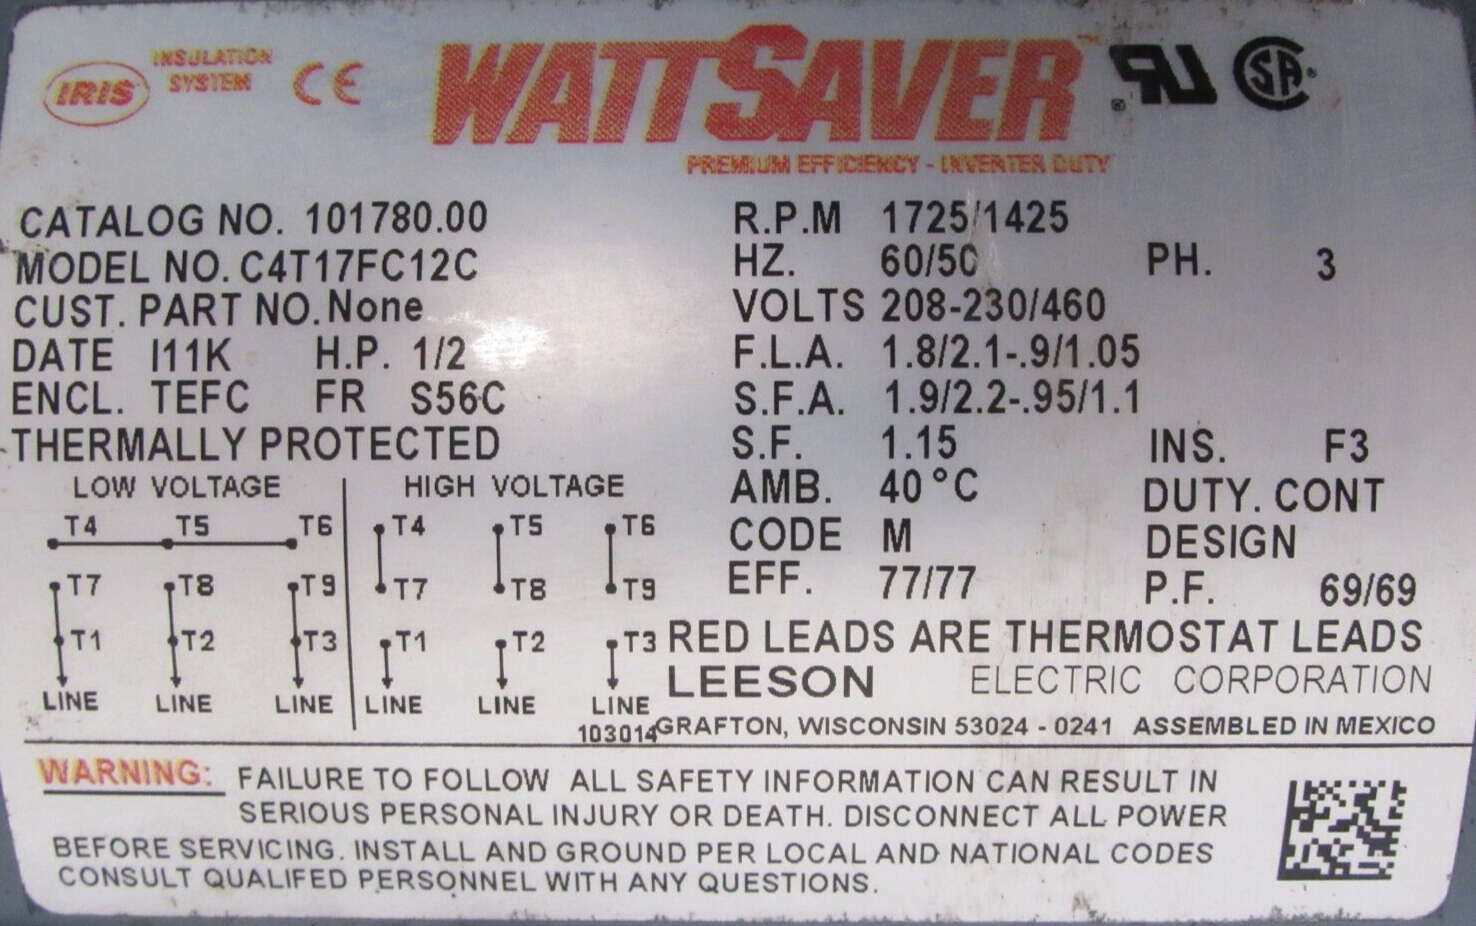 IRIS INSULATION SYSTEM CE WATTSAVER™ ®RU SA®
PREMIUM EFFICIENCY - INVERTER DUTY
CATALOG NO. 101780.00
MODEL NO. C4T17FC12C
CUST. PART NO. None
DATE I11K H.P. 1/2
ENCL. TEFC FR S56C
THERMALLY PROTECTED
R.P.M 1725/1425
HZ. 60/50 PH. 3
VOLTS 208-230/460
F.L.A. 1.8/2.1-.9/1.05
S.F.A. 1.9/2.2-.95/1.1
S.F. 1.15 INS. F3
AMB. 40°C DUTY. CONT
CODE M DESIGN
EFF. 77/77 P.F. 69/69
LOW VOLTAGE HIGH VOLTAGE
T4 T5 T6 T4 T5 T6
T7 T8 T9 T7 T8 T9
T1 T2 T3 T1 T2 T3
LINE LINE LINE LINE LINE LINE
103014
RED LEADS ARE THERMOSTAT LEADS
LEESON ELECTRIC CORPORATION
GRAFTON, WISCONSIN 53024 - 0241 ASSEMBLED IN MEXICO
WARNING: FAILURE TO FOLLOW ALL SAFETY INFORMATION CAN RESULT IN
SERIOUS PERSONAL INJURY OR DEATH. DISCONNECT ALL POWER
BEFORE SERVICING. INSTALL AND GROUND PER LOCAL AND NATIONAL CODES
CONSULT QUALIFED PERSONNEL WITH ANY QUESTIONS.